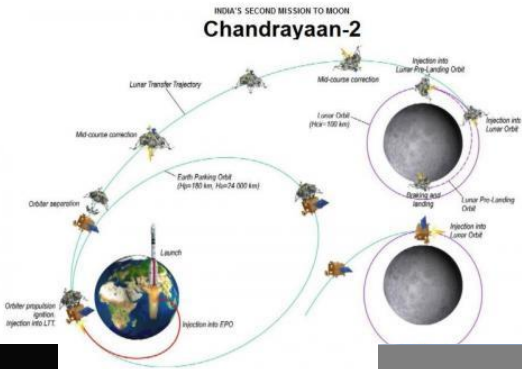 INDIA'S SECOND MISSION TO MOON
Chandrayaan-2
Injection into
Lunar Pre-Landing Orbit
Mid-course correction
Lunar Transfer Trajectory
Lunar Orbit
(Hcir~100 km)
Injection into
Lunar Orbit
Mid-course correction
Earth Parking Orbit
(Hp=180 km, Hu=24 000 km)
Braking and
landing
Lunar Pre-Landing
Orbit
Orbiter separation
Injection into
Lunar Orbit
Launch
Orbiter propulsion
ignition
Injection into LTT.
Injection into EPO